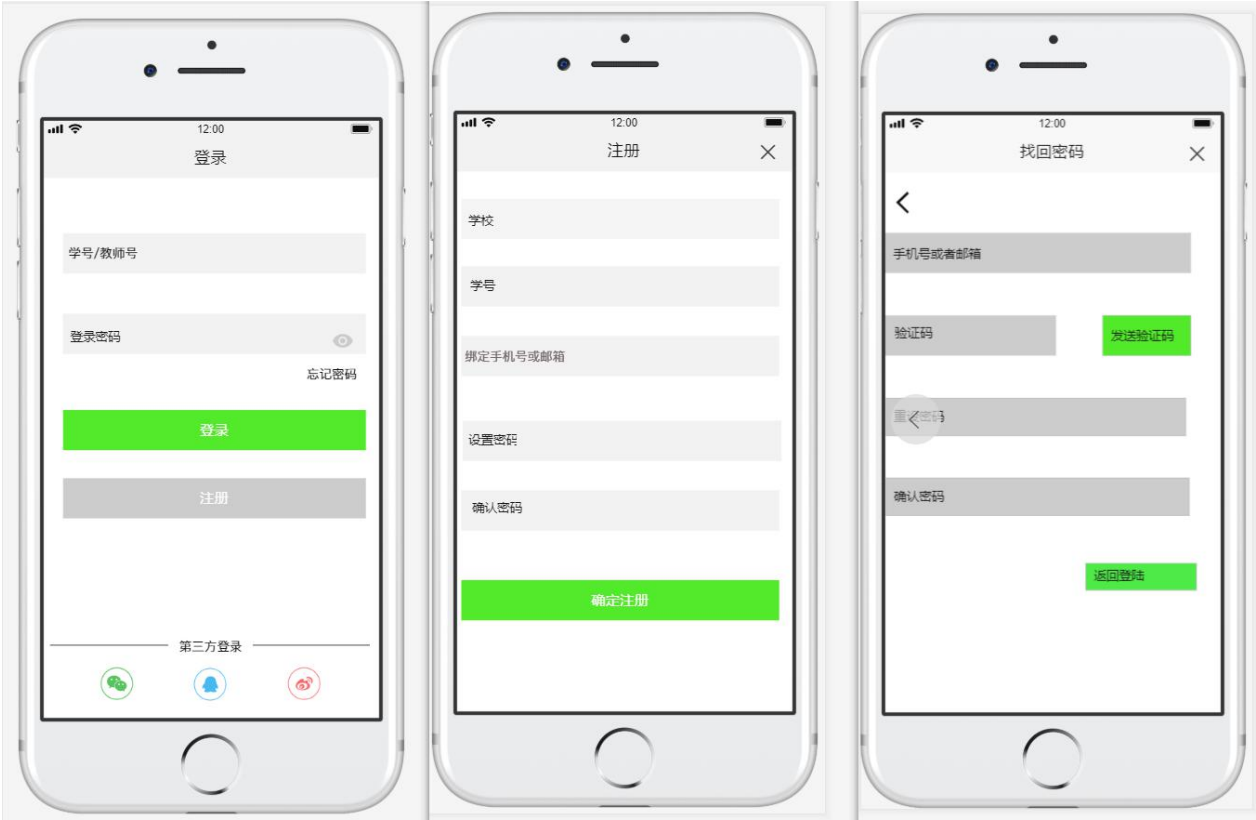 12:00
登录
学号/教师号
登录密码
忘记密码
登录
注册
第三方登录
12:00
注册
学校
学号
绑定手机号或邮箱
设置密码
确认密码
确定注册
12:00
找回密码
手机号或者邮箱
验证码
发送验证码
重设密码
确认密码
返回登陆